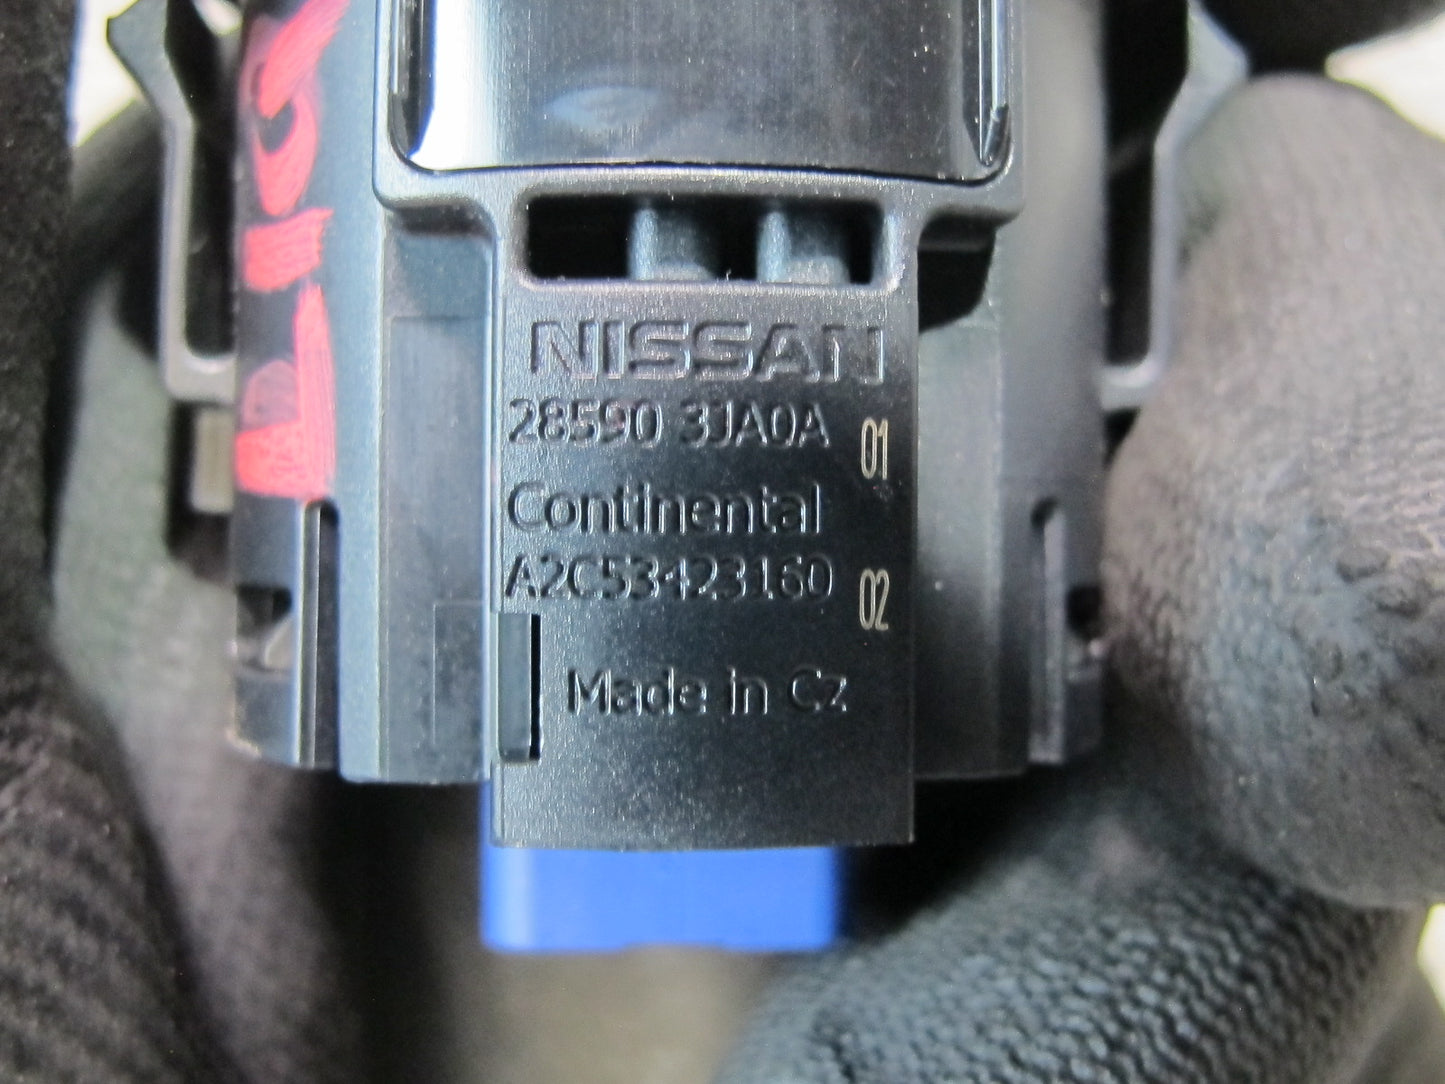 NISSAN
28590 3JA0A
01
Continental
A2C53423160
02
Made in Cz